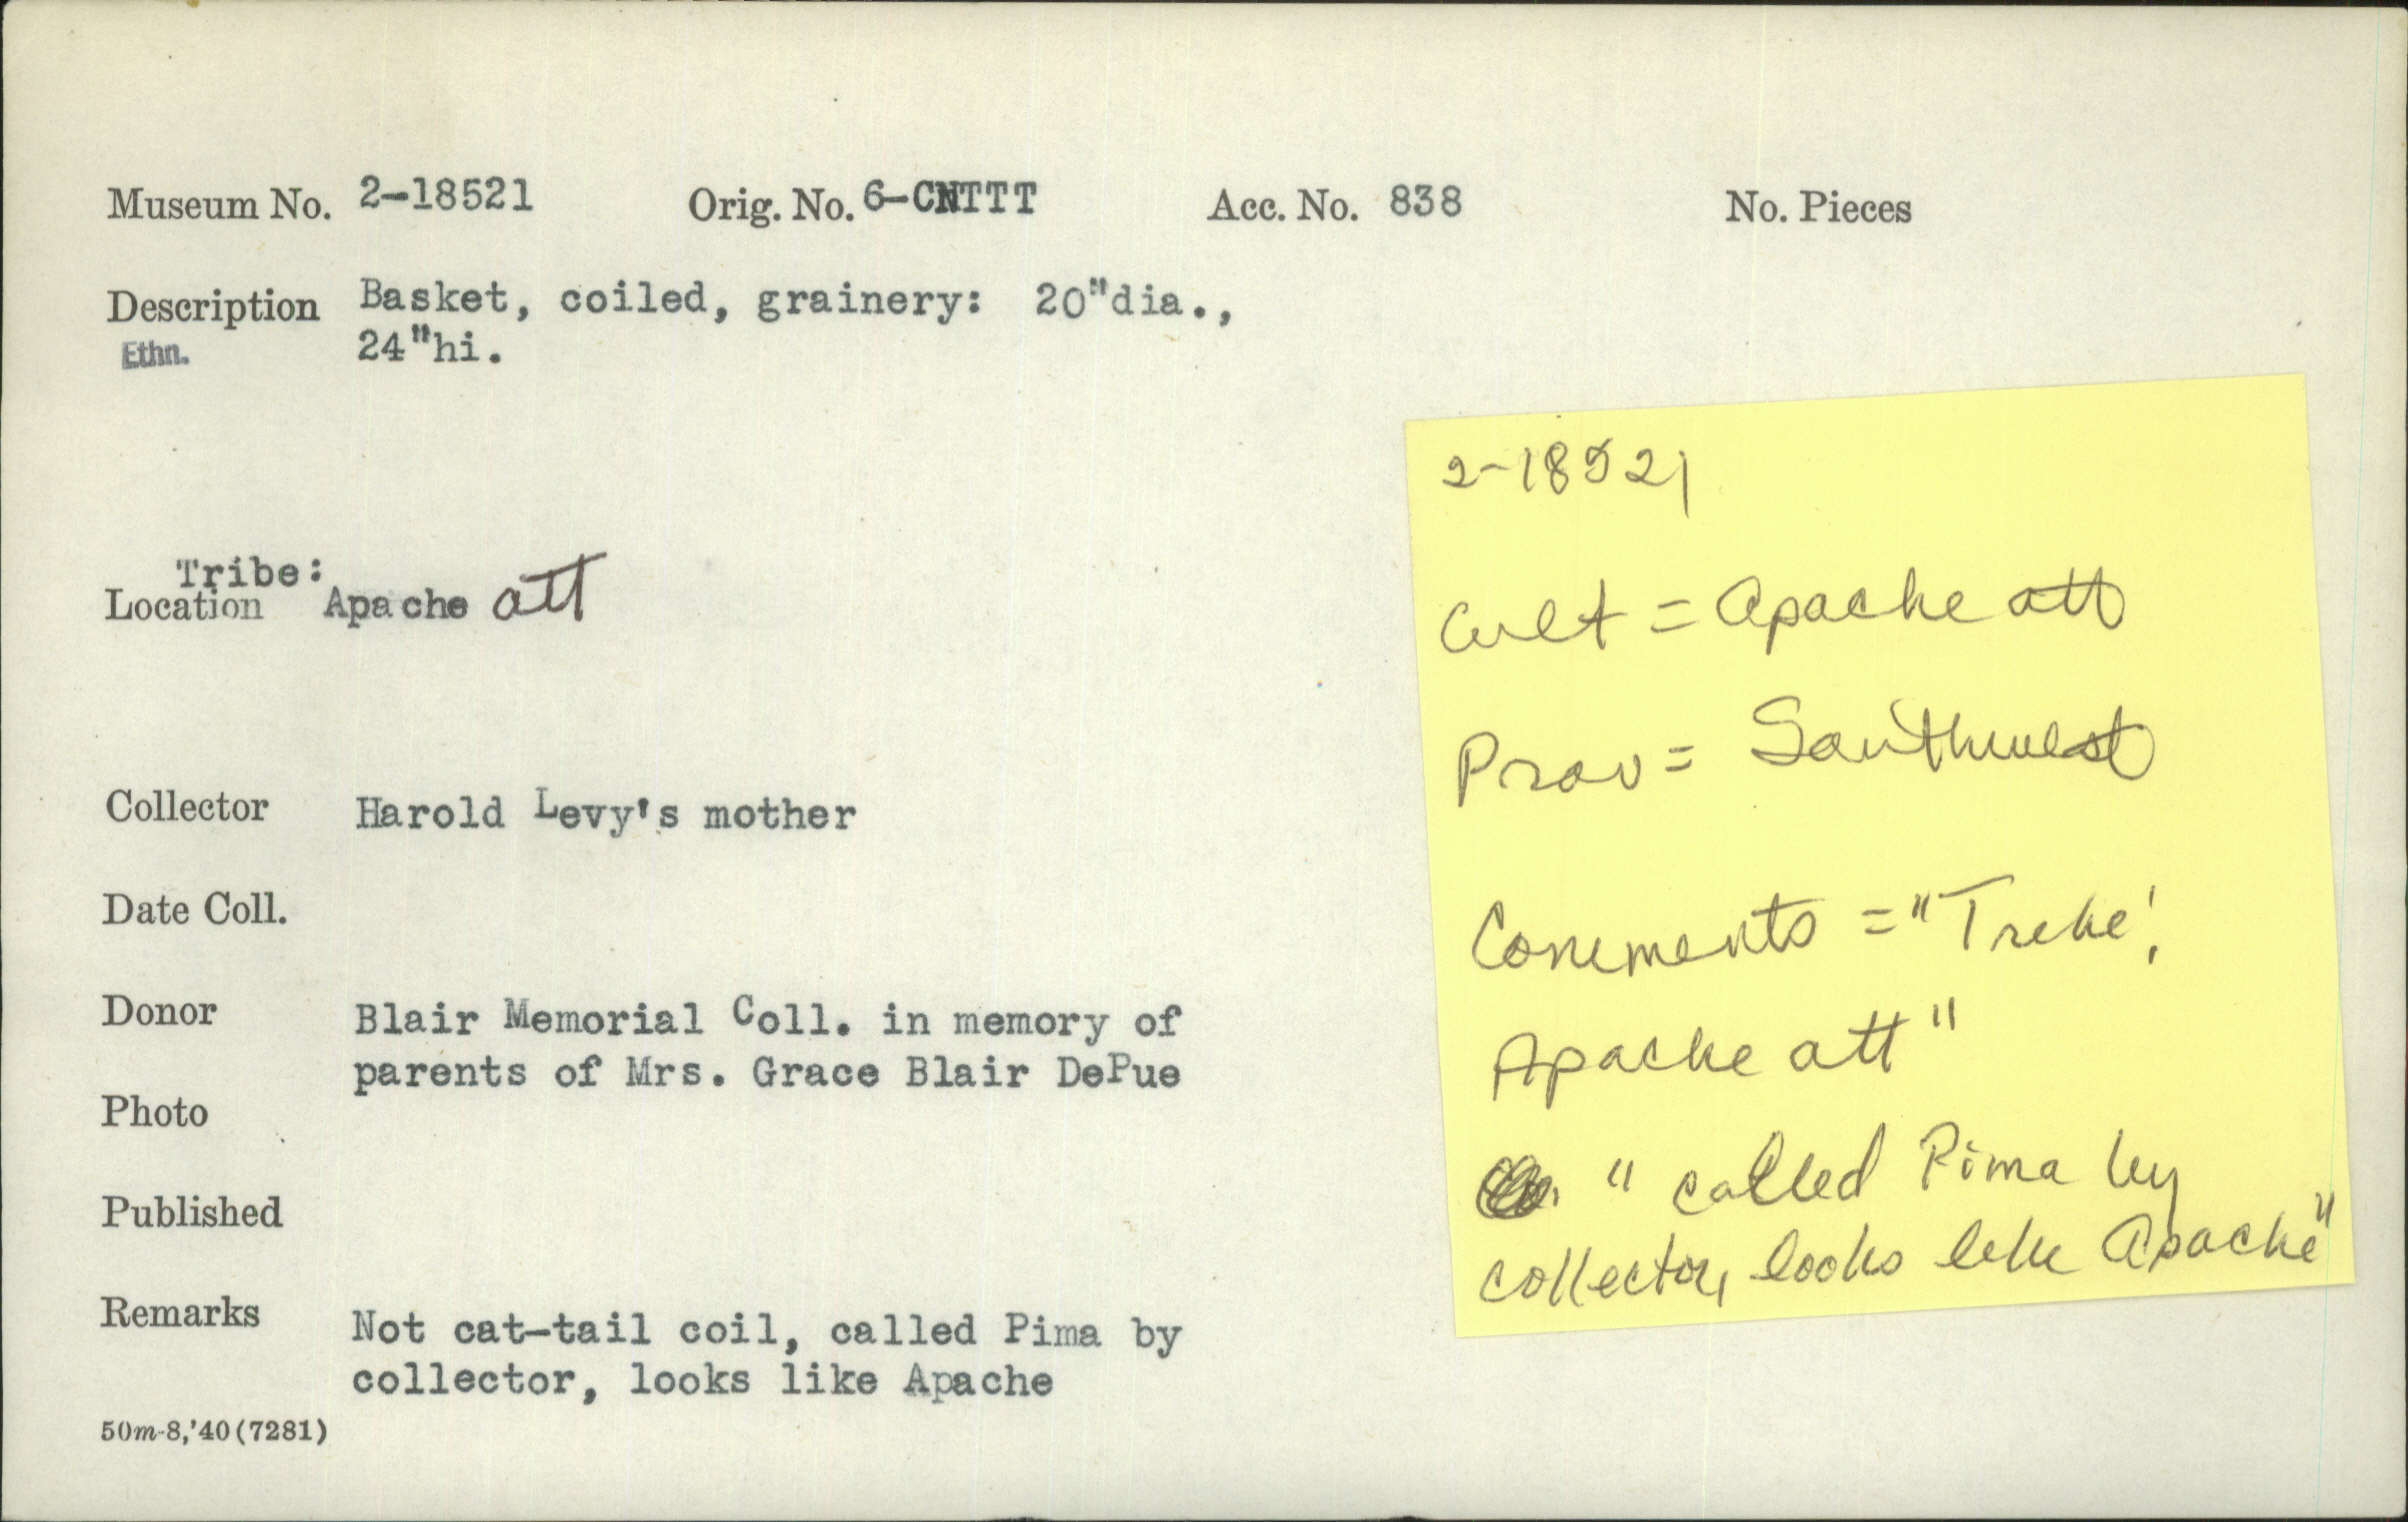 Museum No. 2-18521 Orig. No. 6-CNTTT Acc. No. 838 No. Pieces
Description Basket, coiled, grainery: 20"dia.,
Ethn. 24"hi.
Tribe:
Location Apache att
Collector Harold Levy's mother
Date Coll.
Donor Blair Memorial Coll. in memory of
parents of Mrs. Grace Blair DePue
Photo
Published
Remarks Not cat-tail coil, called Pima by
collector, looks like Apache
50m-8,'40(7281)
2-18521
Cult = Apache att
Prov = Southwest
Comments = "Tribe:
Apache att"
"called Pima by
collector, looks like Apache"